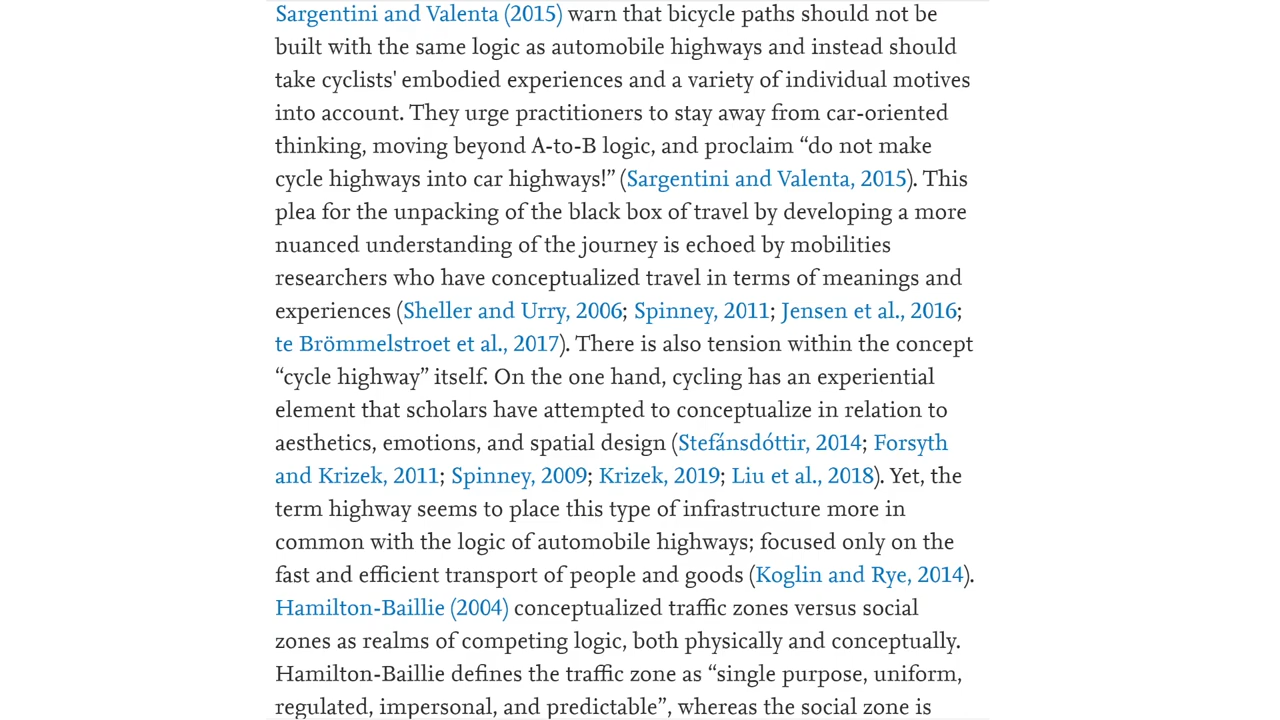 Sargentini and Valenta (2015) warn that bicycle paths should not be
built with the same logic as automobile highways and instead should
take cyclists' embodied experiences and a variety of individual motives
into account. They urge practitioners to stay away from car-oriented
thinking, moving beyond A-to-B logic, and proclaim “do not make
cycle highways into car highways!” (Sargentini and Valenta, 2015). This
plea for the unpacking of the black box of travel by developing a more
nuanced understanding of the journey is echoed by mobilities
researchers who have conceptualized travel in terms of meanings and
experiences (Sheller and Urry, 2006; Spinney, 2011; Jensen et al., 2016;
te Brömmelstroet et al., 2017). There is also tension within the concept
“cycle highway” itself. On the one hand, cycling has an experiential
element that scholars have attempted to conceptualize in relation to
aesthetics, emotions, and spatial design (Stefánsdóttir, 2014; Forsyth
and Krizek, 2011; Spinney, 2009; Krizek, 2019; Liu et al., 2018). Yet, the
term highway seems to place this type of infrastructure more in
common with the logic of automobile highways; focused only on the
fast and efficient transport of people and goods (Koglin and Rye, 2014).
Hamilton-Baillie (2004) conceptualized traffic zones versus social
zones as realms of competing logic, both physically and conceptually.
Hamilton-Baillie defines the traffic zone as “single purpose, uniform,
regulated, impersonal, and predictable”, whereas the social zone is